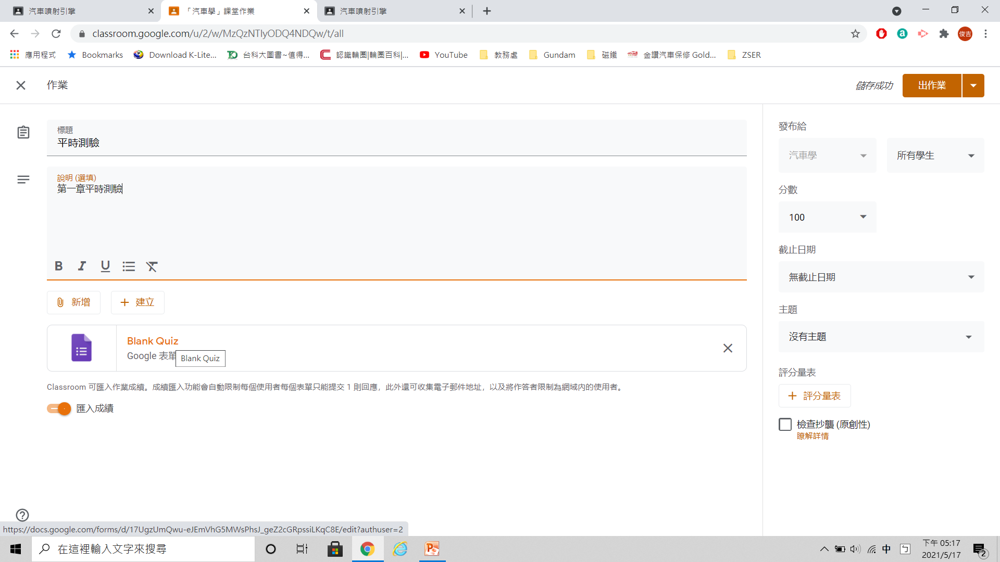 汽車噴射引擎
「汽車學」課堂作業
汽車噴射引擎
classroom.google.com/u/2/w/MzQzNTIyODQ4NDQw/t/all
俊吉
應用程式
Bookmarks
Download K-Lite...
台科大圖書~值得...
認識輪圈|輪圈百科|...
YouTube
教務處
Gundam
磁鐵
金讚汽車保修 Gold...
ZSER
作業
儲存成功
出作業
標題
平時測驗
說明 (選填)
第一章平時測驗
B I U
新增
建立
Blank Quiz
Google 表單
Blank Quiz
Classroom 可匯入作業成績。成績匯入功能會自動限制每個使用者每個表單只能提交 1 則回應，此外還可收集電子郵件地址，以及將作答者限制為網域內的使用者。
匯入成績
發布給
汽車學
所有學生
分數
100
截止日期
無截止日期
主題
沒有主題
評分量表
評分量表
檢查抄襲 (原創性)
瞭解詳情
https://docs.google.com/forms/d/17UgzUmQwu-eJEmVhG5MWsPhsJ_geZ2cGRpssiLKqC8E/edit?authuser=2
在這裡輸入文字來搜尋
中
ㄅ
下午 05:17
2021/5/17
2